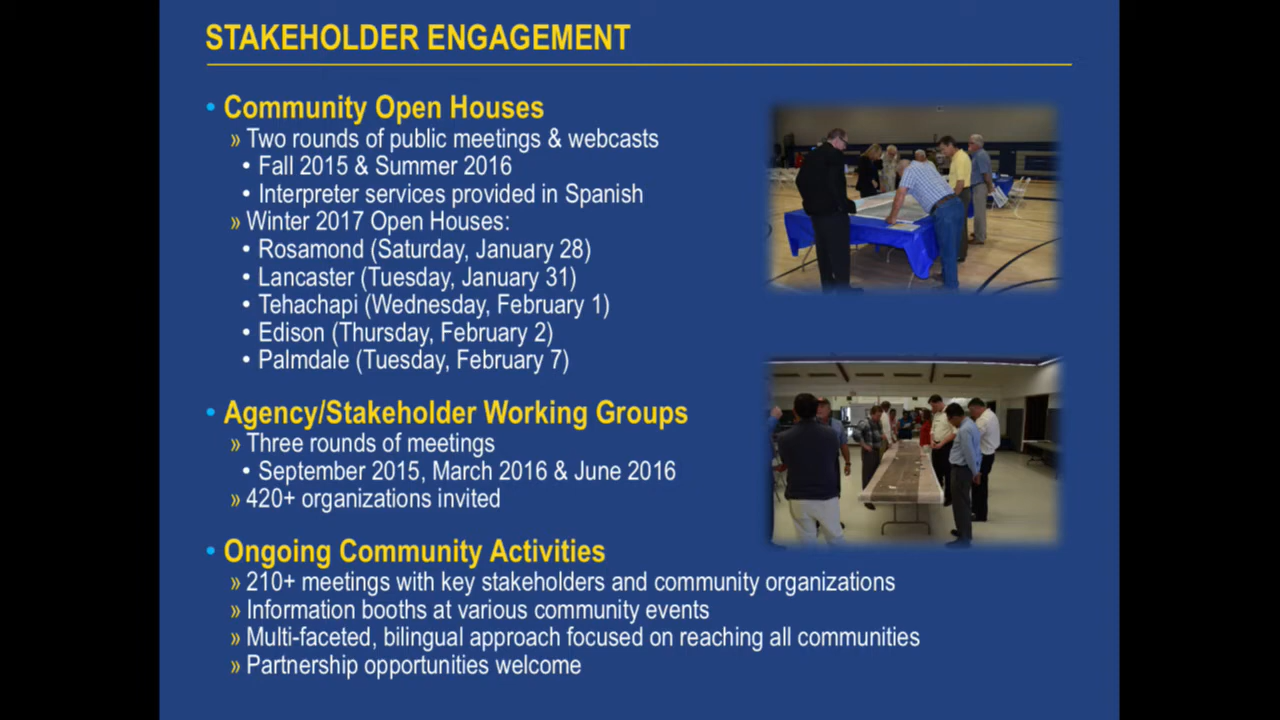 STAKEHOLDER ENGAGEMENT
• Community Open Houses
» Two rounds of public meetings & webcasts
• Fall 2015 & Summer 2016
• Interpreter services provided in Spanish
» Winter 2017 Open Houses:
• Rosamond (Saturday, January 28)
• Lancaster (Tuesday, January 31)
• Tehachapi (Wednesday, February 1)
• Edison (Thursday, February 2)
• Palmdale (Tuesday, February 7)
• Agency/Stakeholder Working Groups
» Three rounds of meetings
• September 2015, March 2016 & June 2016
» 420+ organizations invited
• Ongoing Community Activities
» 210+ meetings with key stakeholders and community organizations
» Information booths at various community events
» Multi-faceted, bilingual approach focused on reaching all communities
» Partnership opportunities welcome